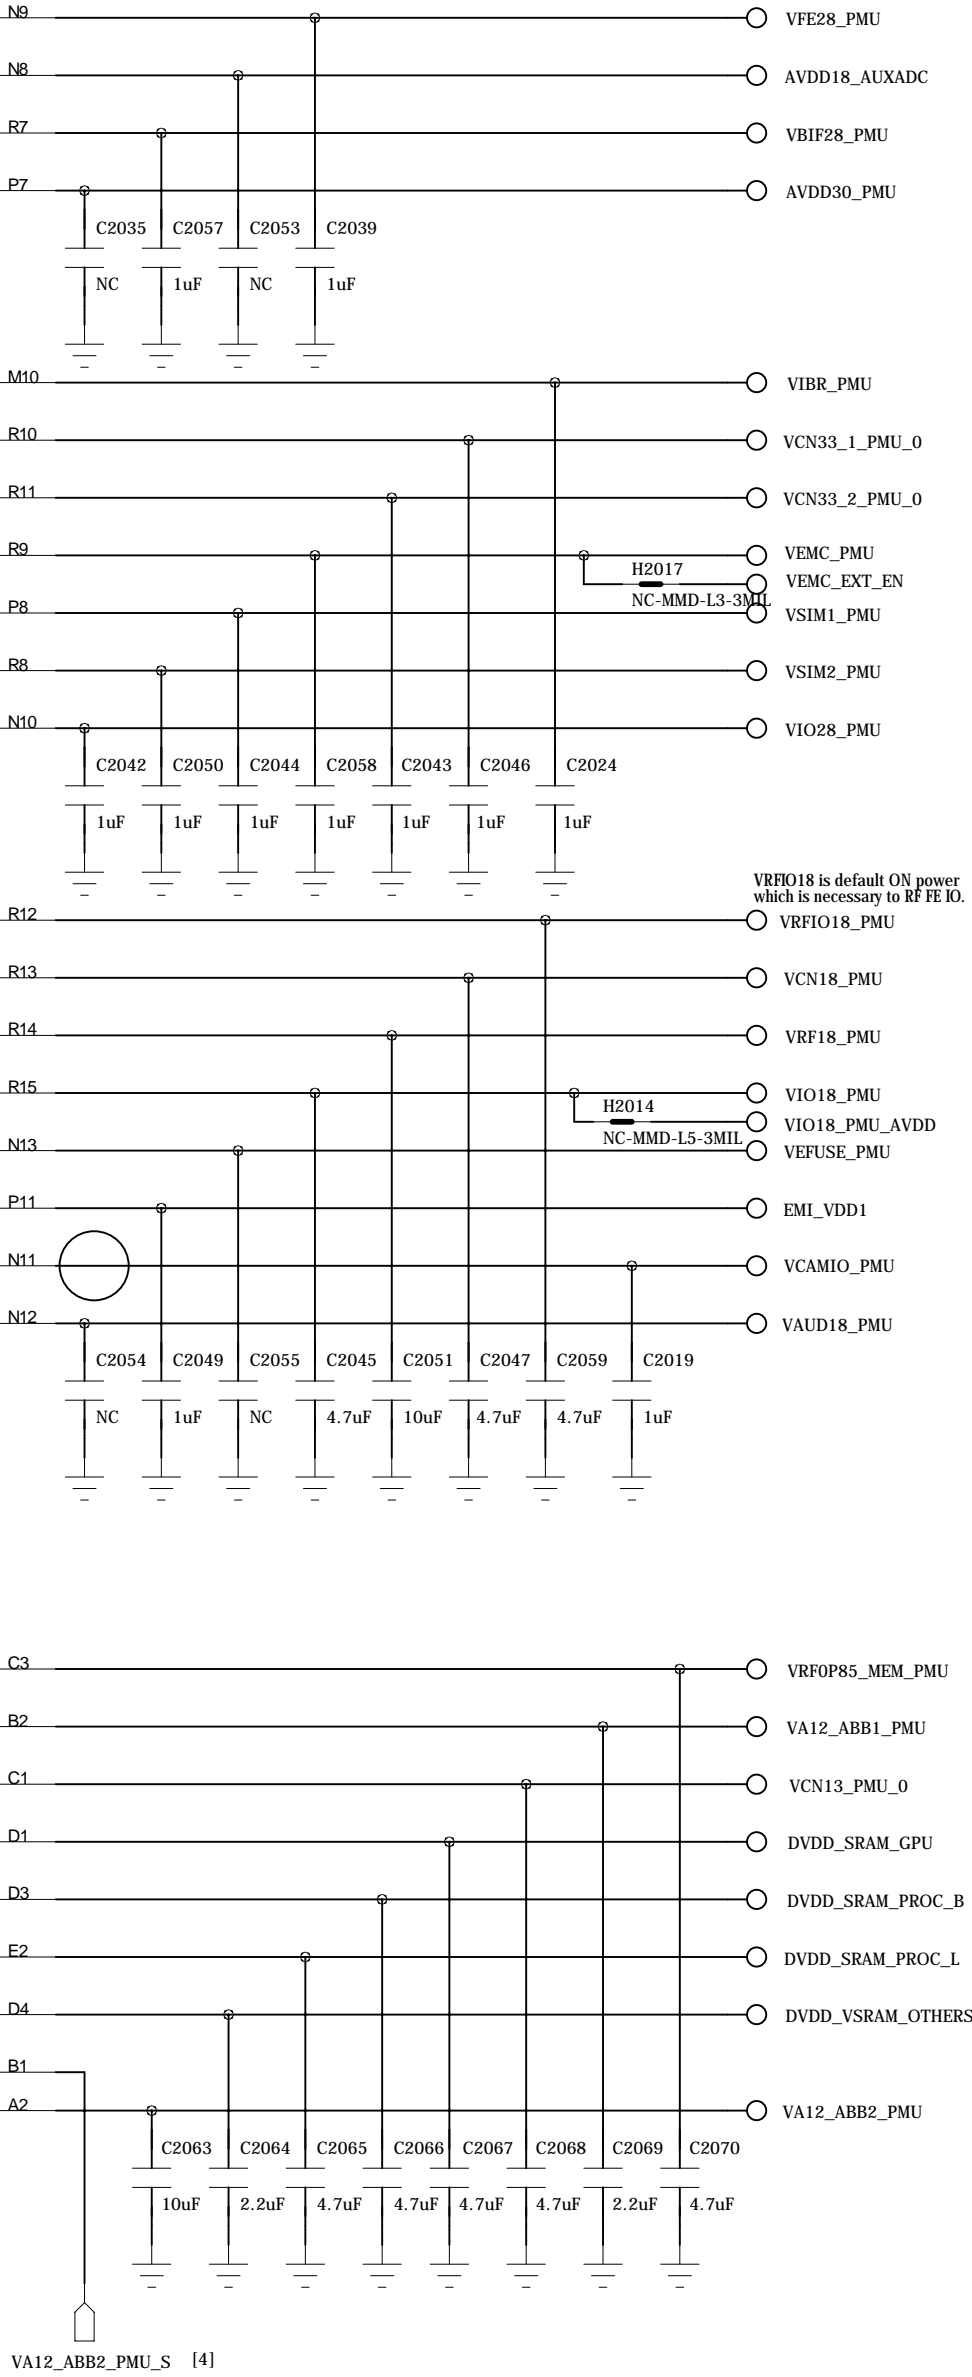 N9 VFE28_PMU
N8 AVDD18_AUXADC
R7 VBIF28_PMU
P7 AVDD30_PMU
C2035 C2057 C2053 C2039
NC 1uF NC 1uF
M10 VIBR_PMU
R10 VCN33_1_PMU_0
R11 VCN33_2_PMU_0
R9 VEMC_PMU
H2017 VEMC_EXT_EN
NC-MMD-L3-3MIL
P8 VSIM1_PMU
R8 VSIM2_PMU
N10 VIO28_PMU
C2042 C2050 C2044 C2058 C2043 C2046 C2024
1uF 1uF 1uF 1uF 1uF 1uF 1uF
VRFIO18 is default ON power
which is necessary to RF FE IO.
R12 VRFIO18_PMU
R13 VCN18_PMU
R14 VRF18_PMU
R15 VIO18_PMU
H2014 VIO18_PMU_AVDD
NC-MMD-L5-3MIL
N13 VEFUSE_PMU
P11 EMI_VDD1
N11 VCAMIO_PMU
N12 VAUD18_PMU
C2054 C2049 C2055 C2045 C2051 C2047 C2059 C2019
NC 1uF NC 4.7uF 10uF 4.7uF 4.7uF 1uF
C3 VRF0P85_MEM_PMU
B2 VA12_ABB1_PMU
C1 VCN13_PMU_0
D1 DVDD_SRAM_GPU
D3 DVDD_SRAM_PROC_B
E2 DVDD_SRAM_PROC_L
D4 DVDD_VSRAM_OTHERS
B1
A2 VA12_ABB2_PMU
C2063 C2064 C2065 C2066 C2067 C2068 C2069 C2070
10uF 2.2uF 4.7uF 4.7uF 4.7uF 4.7uF 2.2uF 4.7uF
VA12_ABB2_PMU_S [4]